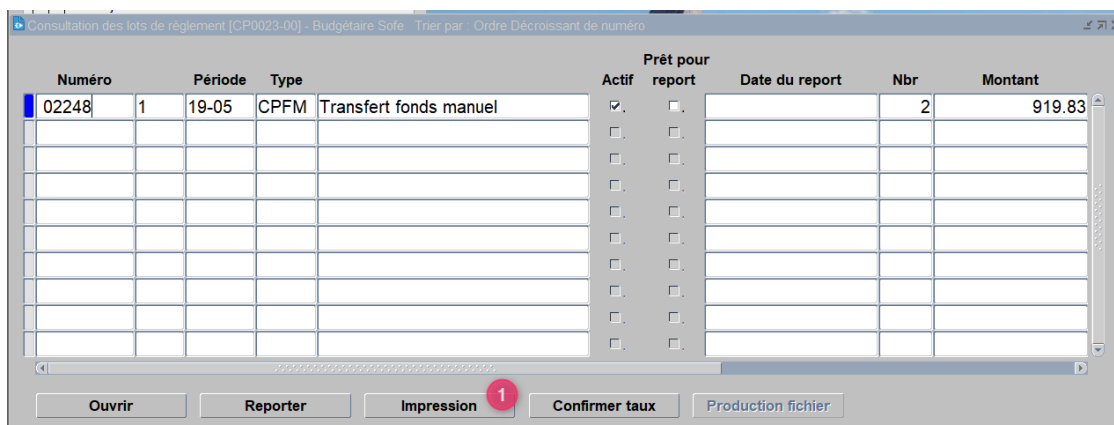 Consultation des lots de règlement [CP0023-00] - Budgétaire Sofe Trier par : Ordre Décroissant de numéro
Prêt pour
Numéro Période Type Actif report Date du report Nbr Montant
02248 1 19-05 CPFM Transfert fonds manuel 2 919.83
Ouvrir Reporter Impression 1 Confirmer taux Production fichier